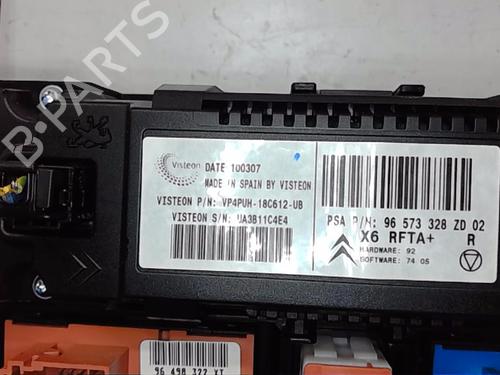 B-PARTS
Visteon
DATE 100307
MADE IN SPAIN BY VISTEON
VISTEON P/N: VP4PUH-18C612-UB
VISTEON S/N: UA3B11C4E4
PSA P/N: 96 573 328 ZD 02
X6 RFTA+ R
HARDWARE: 92
SOFTWARE: 74 05
96 498 322 XT